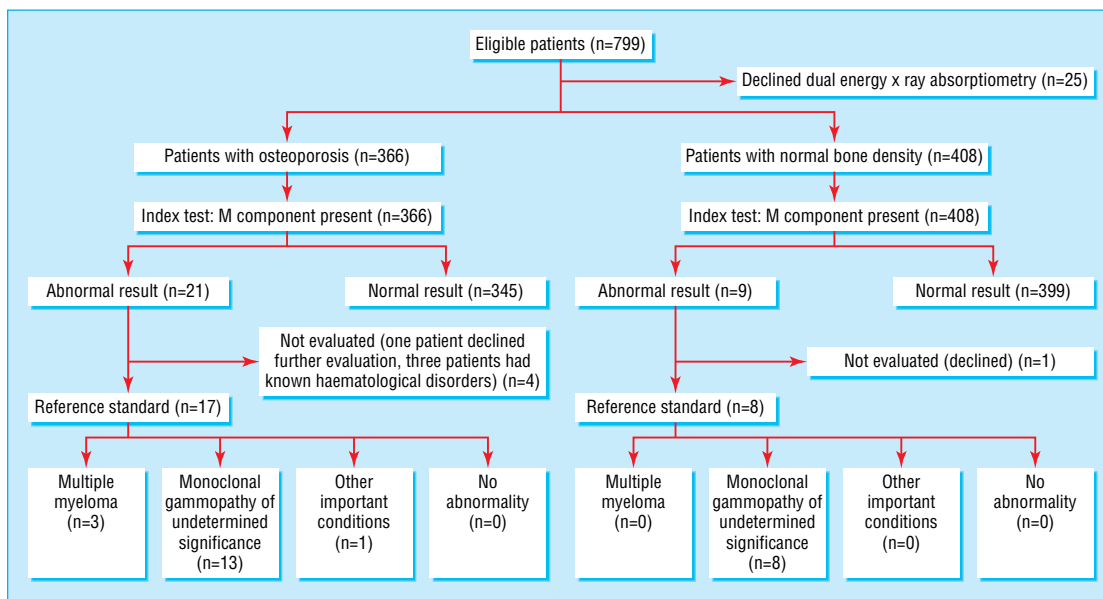 Eligible patients (n=799)
Declined dual energy x ray absorptiometry (n=25)
Patients with osteoporosis (n=366)
Patients with normal bone density (n=408)
Index test: M component present (n=366)
Index test: M component present (n=408)
Abnormal result (n=21)
Normal result (n=345)
Abnormal result (n=9)
Normal result (n=399)
Not evaluated (one patient declined
further evaluation, three patients had
known haematological disorders) (n=4)
Not evaluated (declined) (n=1)
Reference standard (n=17)
Reference standard (n=8)
Multiple
myeloma
(n=3)
Monoclonal
gammopathy of
undetermined
significance
(n=13)
Other
important
conditions
(n=1)
No
abnormality
(n=0)
Multiple
myeloma
(n=0)
Monoclonal
gammopathy of
undetermined
significance
(n=8)
Other
important
conditions
(n=0)
No
abnormality
(n=0)